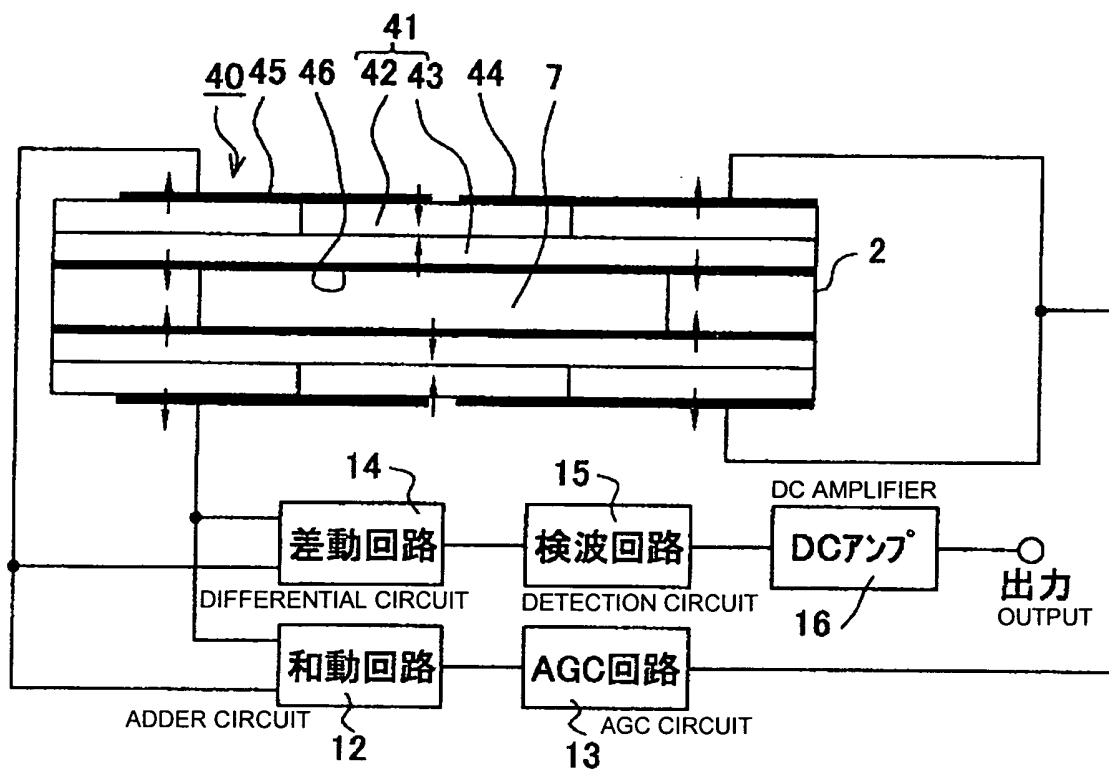 41
40 45 46 42 43 44 7
2
14
15
DC AMPLIFIER
差動回路
検波回路
DCアンプ
DIFFERENTIAL CIRCUIT
DETECTION CIRCUIT
16
出力
OUTPUT
和動回路
AGC回路
ADDER CIRCUIT
12
13
AGC CIRCUIT